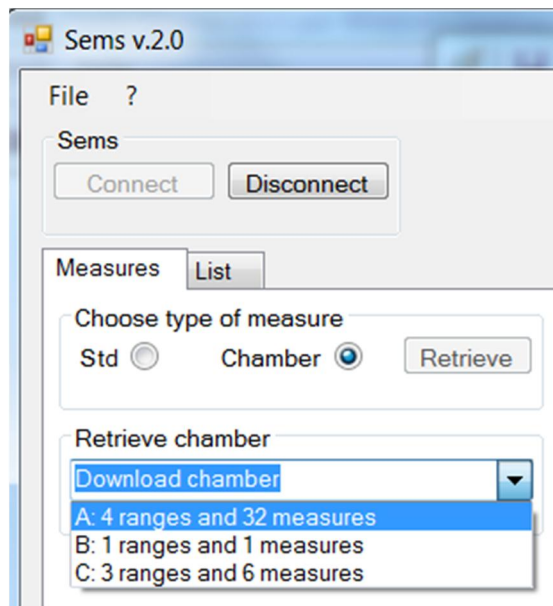 Sems v.2.0
File ?
Sems
Connect Disconnect
Measures List
Choose type of measure
Std Chamber Retrieve
Retrieve chamber
Download chamber
A: 4 ranges and 32 measures
B: 1 ranges and 1 measures
C: 3 ranges and 6 measures